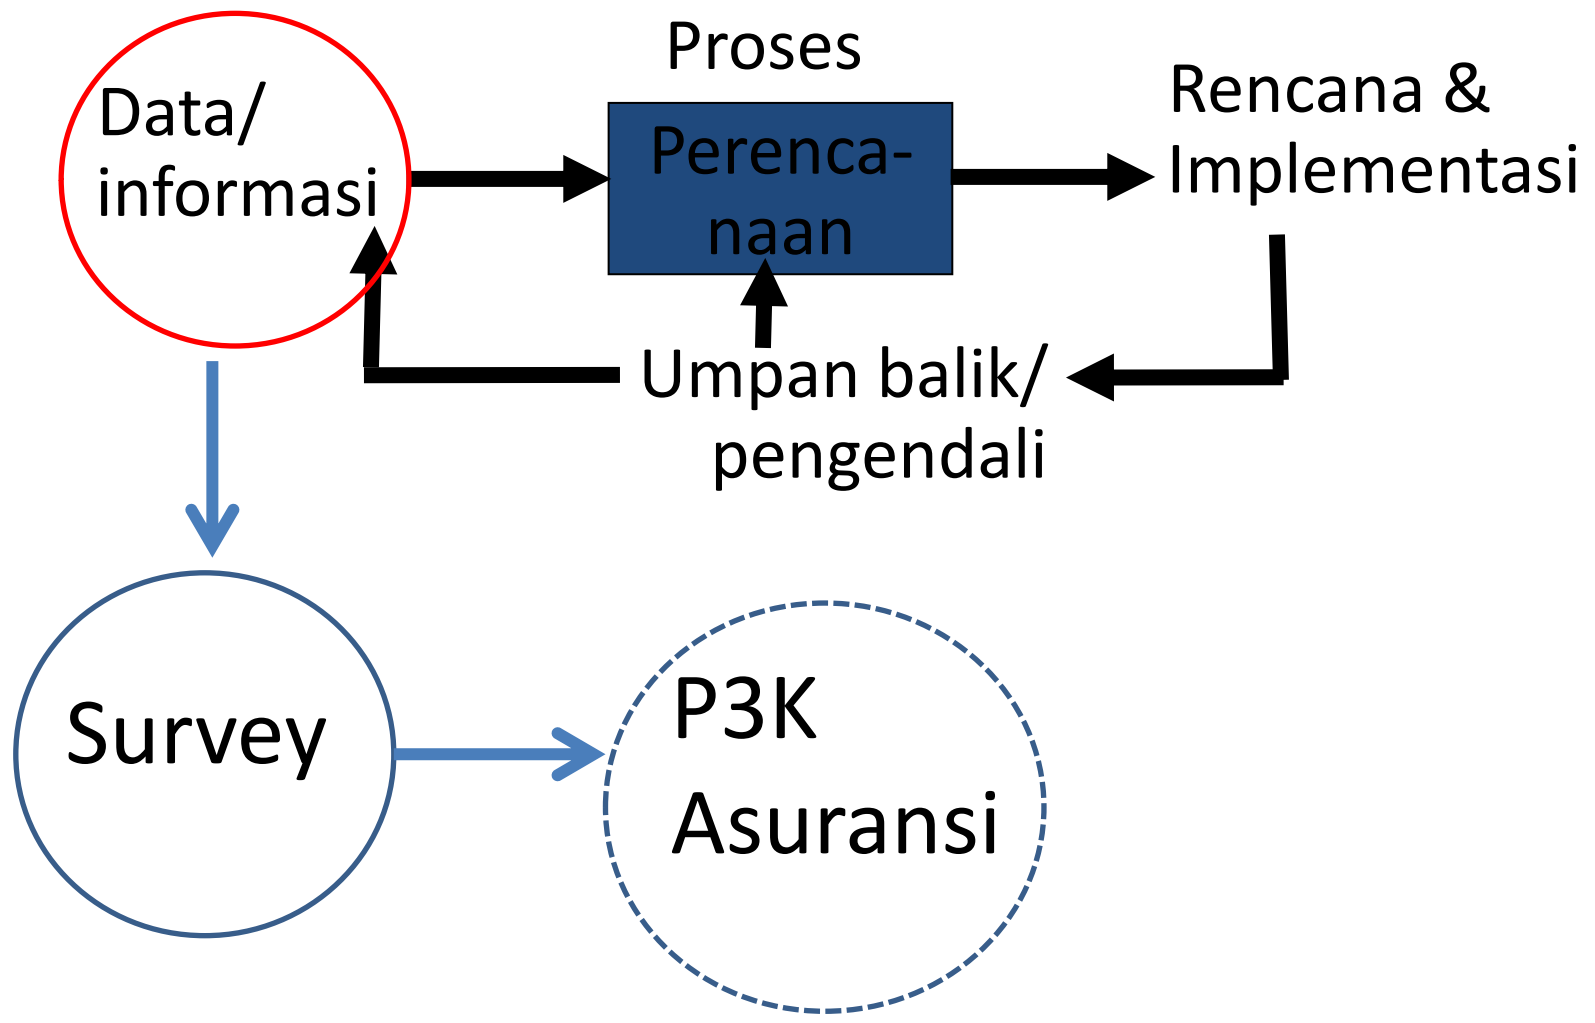 Proses
Data/
informasi
Perenca-
naan
Rencana &
Implementasi
Umpan balik/
pengendali
Survey
P3K
Asuransi